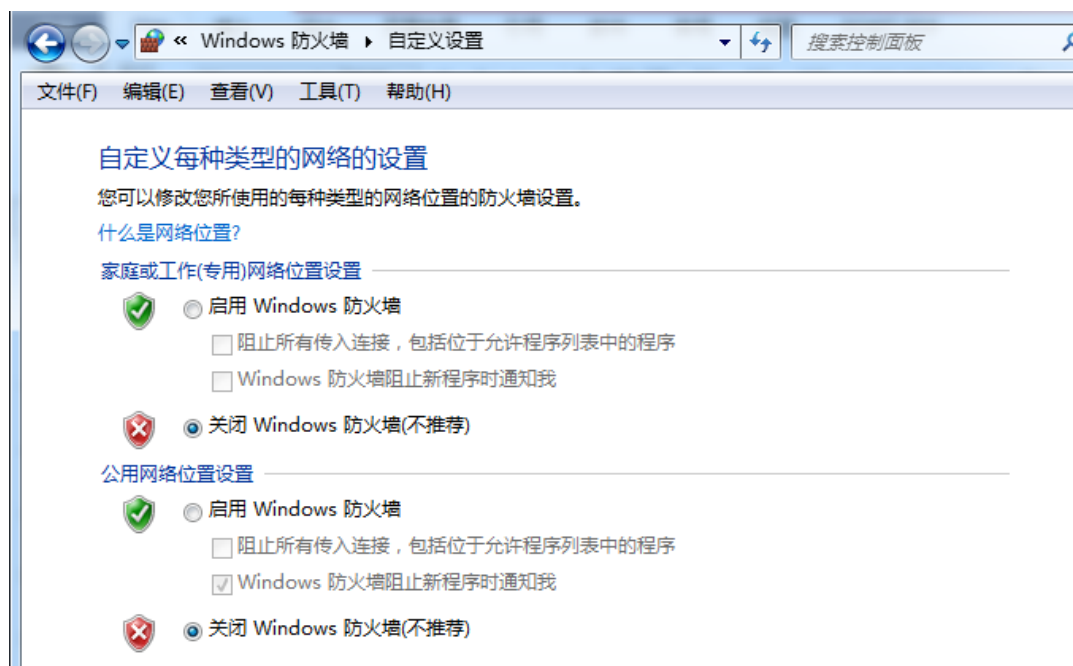 « Windows 防火墙 ▸ 自定义设置
搜索控制面板
文件(F) 编辑(E) 查看(V) 工具(T) 帮助(H)
自定义每种类型的网络的设置
您可以修改您所使用的每种类型的网络位置的防火墙设置。
什么是网络位置?
家庭或工作(专用)网络位置设置
启用 Windows 防火墙
阻止所有传入连接，包括位于允许程序列表中的程序
Windows 防火墙阻止新程序时通知我
关闭 Windows 防火墙(不推荐)
公用网络位置设置
启用 Windows 防火墙
阻止所有传入连接，包括位于允许程序列表中的程序
Windows 防火墙阻止新程序时通知我
关闭 Windows 防火墙(不推荐)